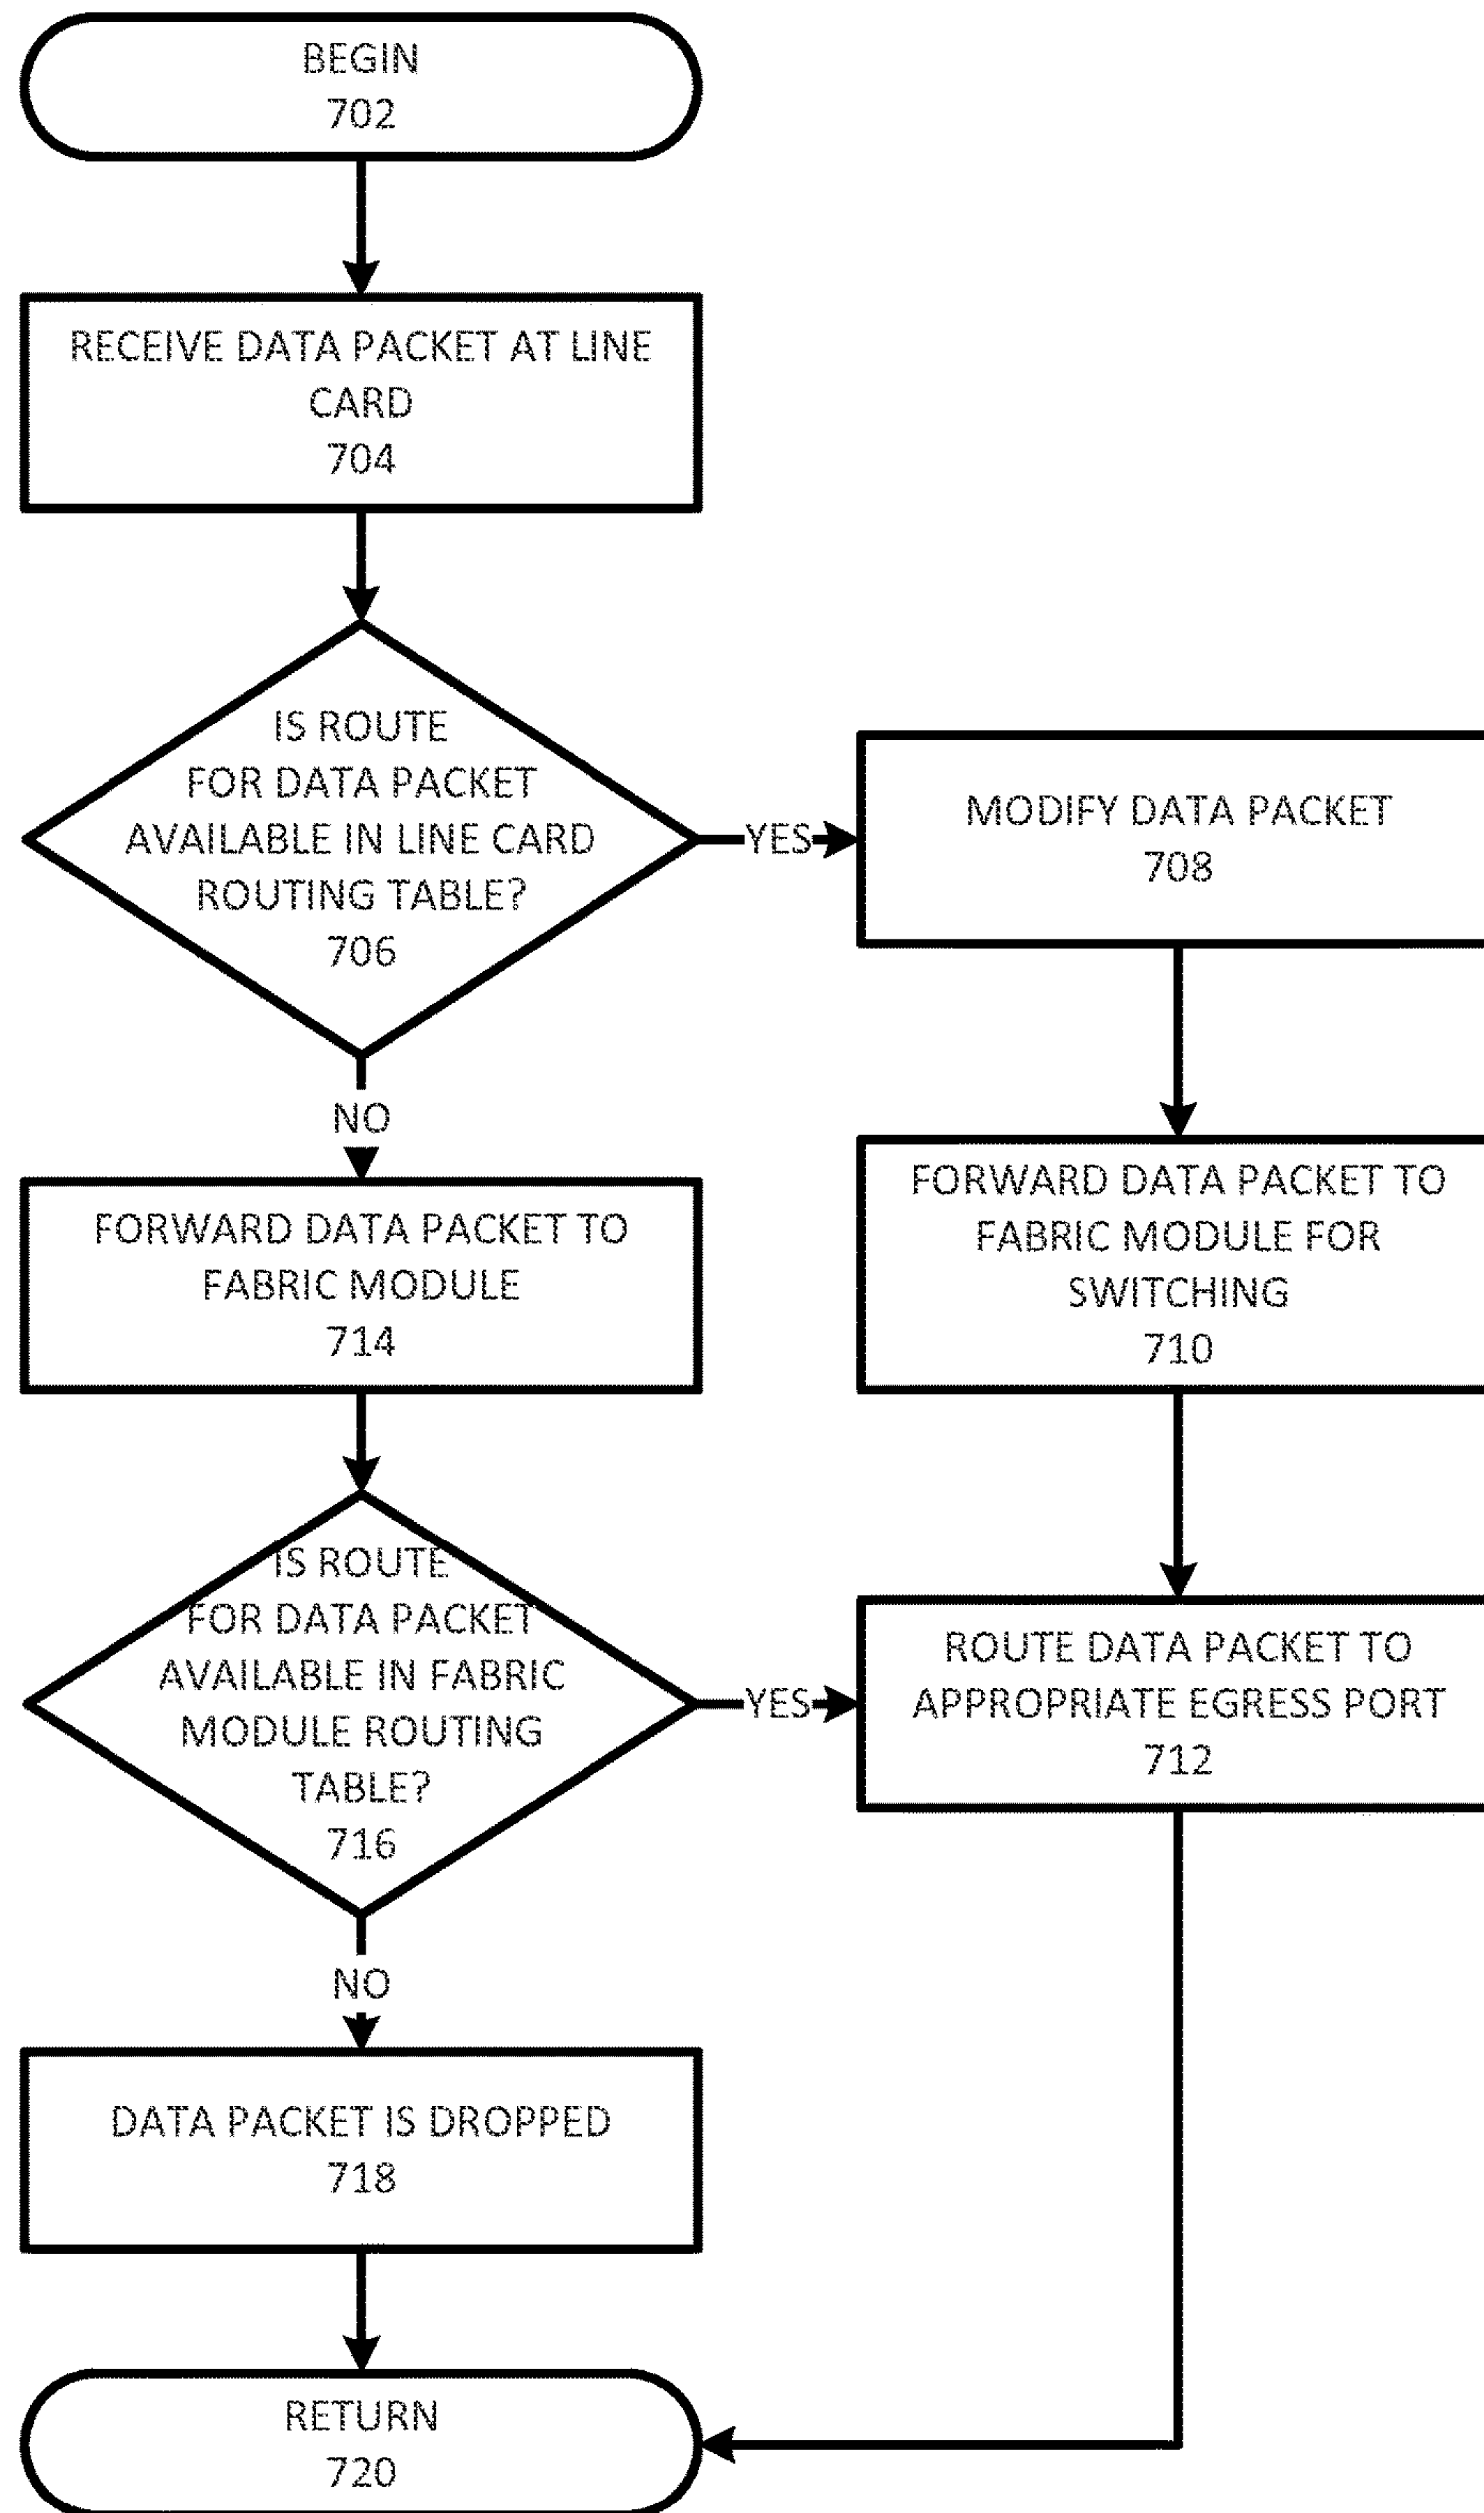 BEGIN
702
RECEIVE DATA PACKET AT LINE
CARD
704
IS ROUTE
FOR DATA PACKET
AVAILABLE IN LINE CARD
ROUTING TABLE?
706
YES
MODIFY DATA PACKET
708
NO
FORWARD DATA PACKET TO
FABRIC MODULE
714
FORWARD DATA PACKET TO
FABRIC MODULE FOR
SWITCHING
710
IS ROUTE
FOR DATA PACKET
AVAILABLE IN FABRIC
MODULE ROUTING
TABLE?
716
YES
ROUTE DATA PACKET TO
APPROPRIATE EGRESS PORT
712
NO
DATA PACKET IS DROPPED
718
RETURN
720